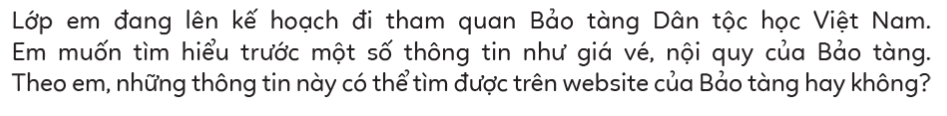 Lớp em đang lên kế hoạch đi tham quan Bảo tàng Dân tộc học Việt Nam.
Em muốn tìm hiểu trước một số thông tin như giá vé, nội quy của Bảo tàng.
Theo em, những thông tin này có thể tìm được trên website của Bảo tàng hay không?